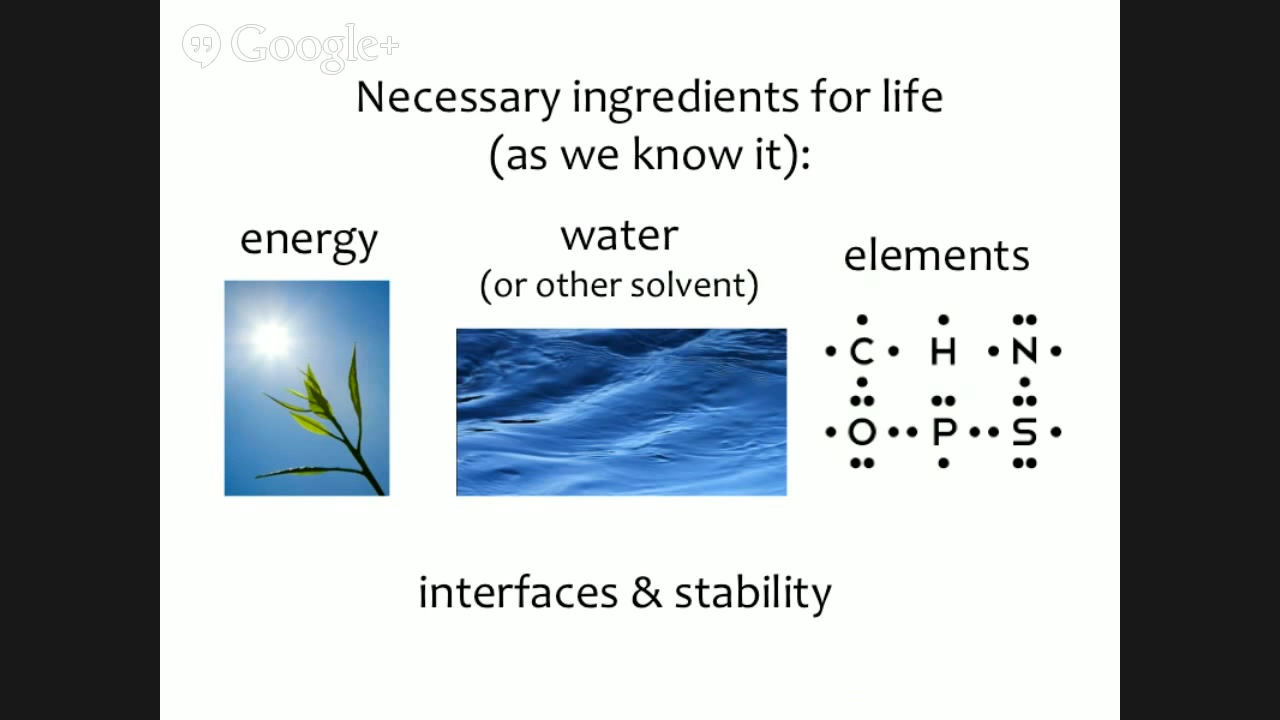 Google+
Necessary ingredients for life
(as we know it):
energy
water
(or other solvent)
elements
C H N
O P S
interfaces & stability